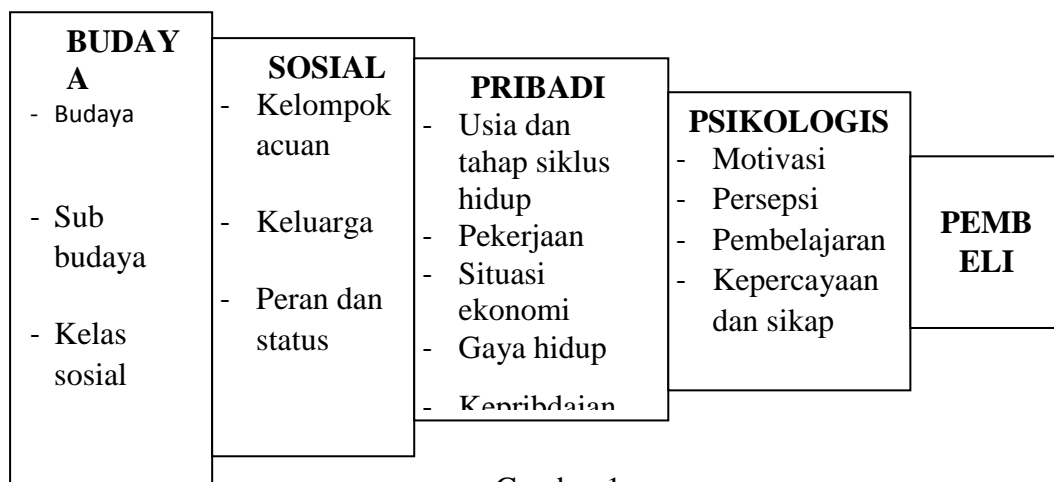 BUDAY
A
- Budaya
- Sub
budaya
- Kelas
sosial
SOSIAL
- Kelompok
acuan
- Keluarga
- Peran dan
status
PRIBADI
- Usia dan
tahap siklus
hidup
- Pekerjaan
- Situasi
ekonomi
- Gaya hidup
- Kepribdaian
PSIKOLOGIS
- Motivasi
- Persepsi
- Pembelajaran
- Kepercayaan
dan sikap
PEMB
ELI